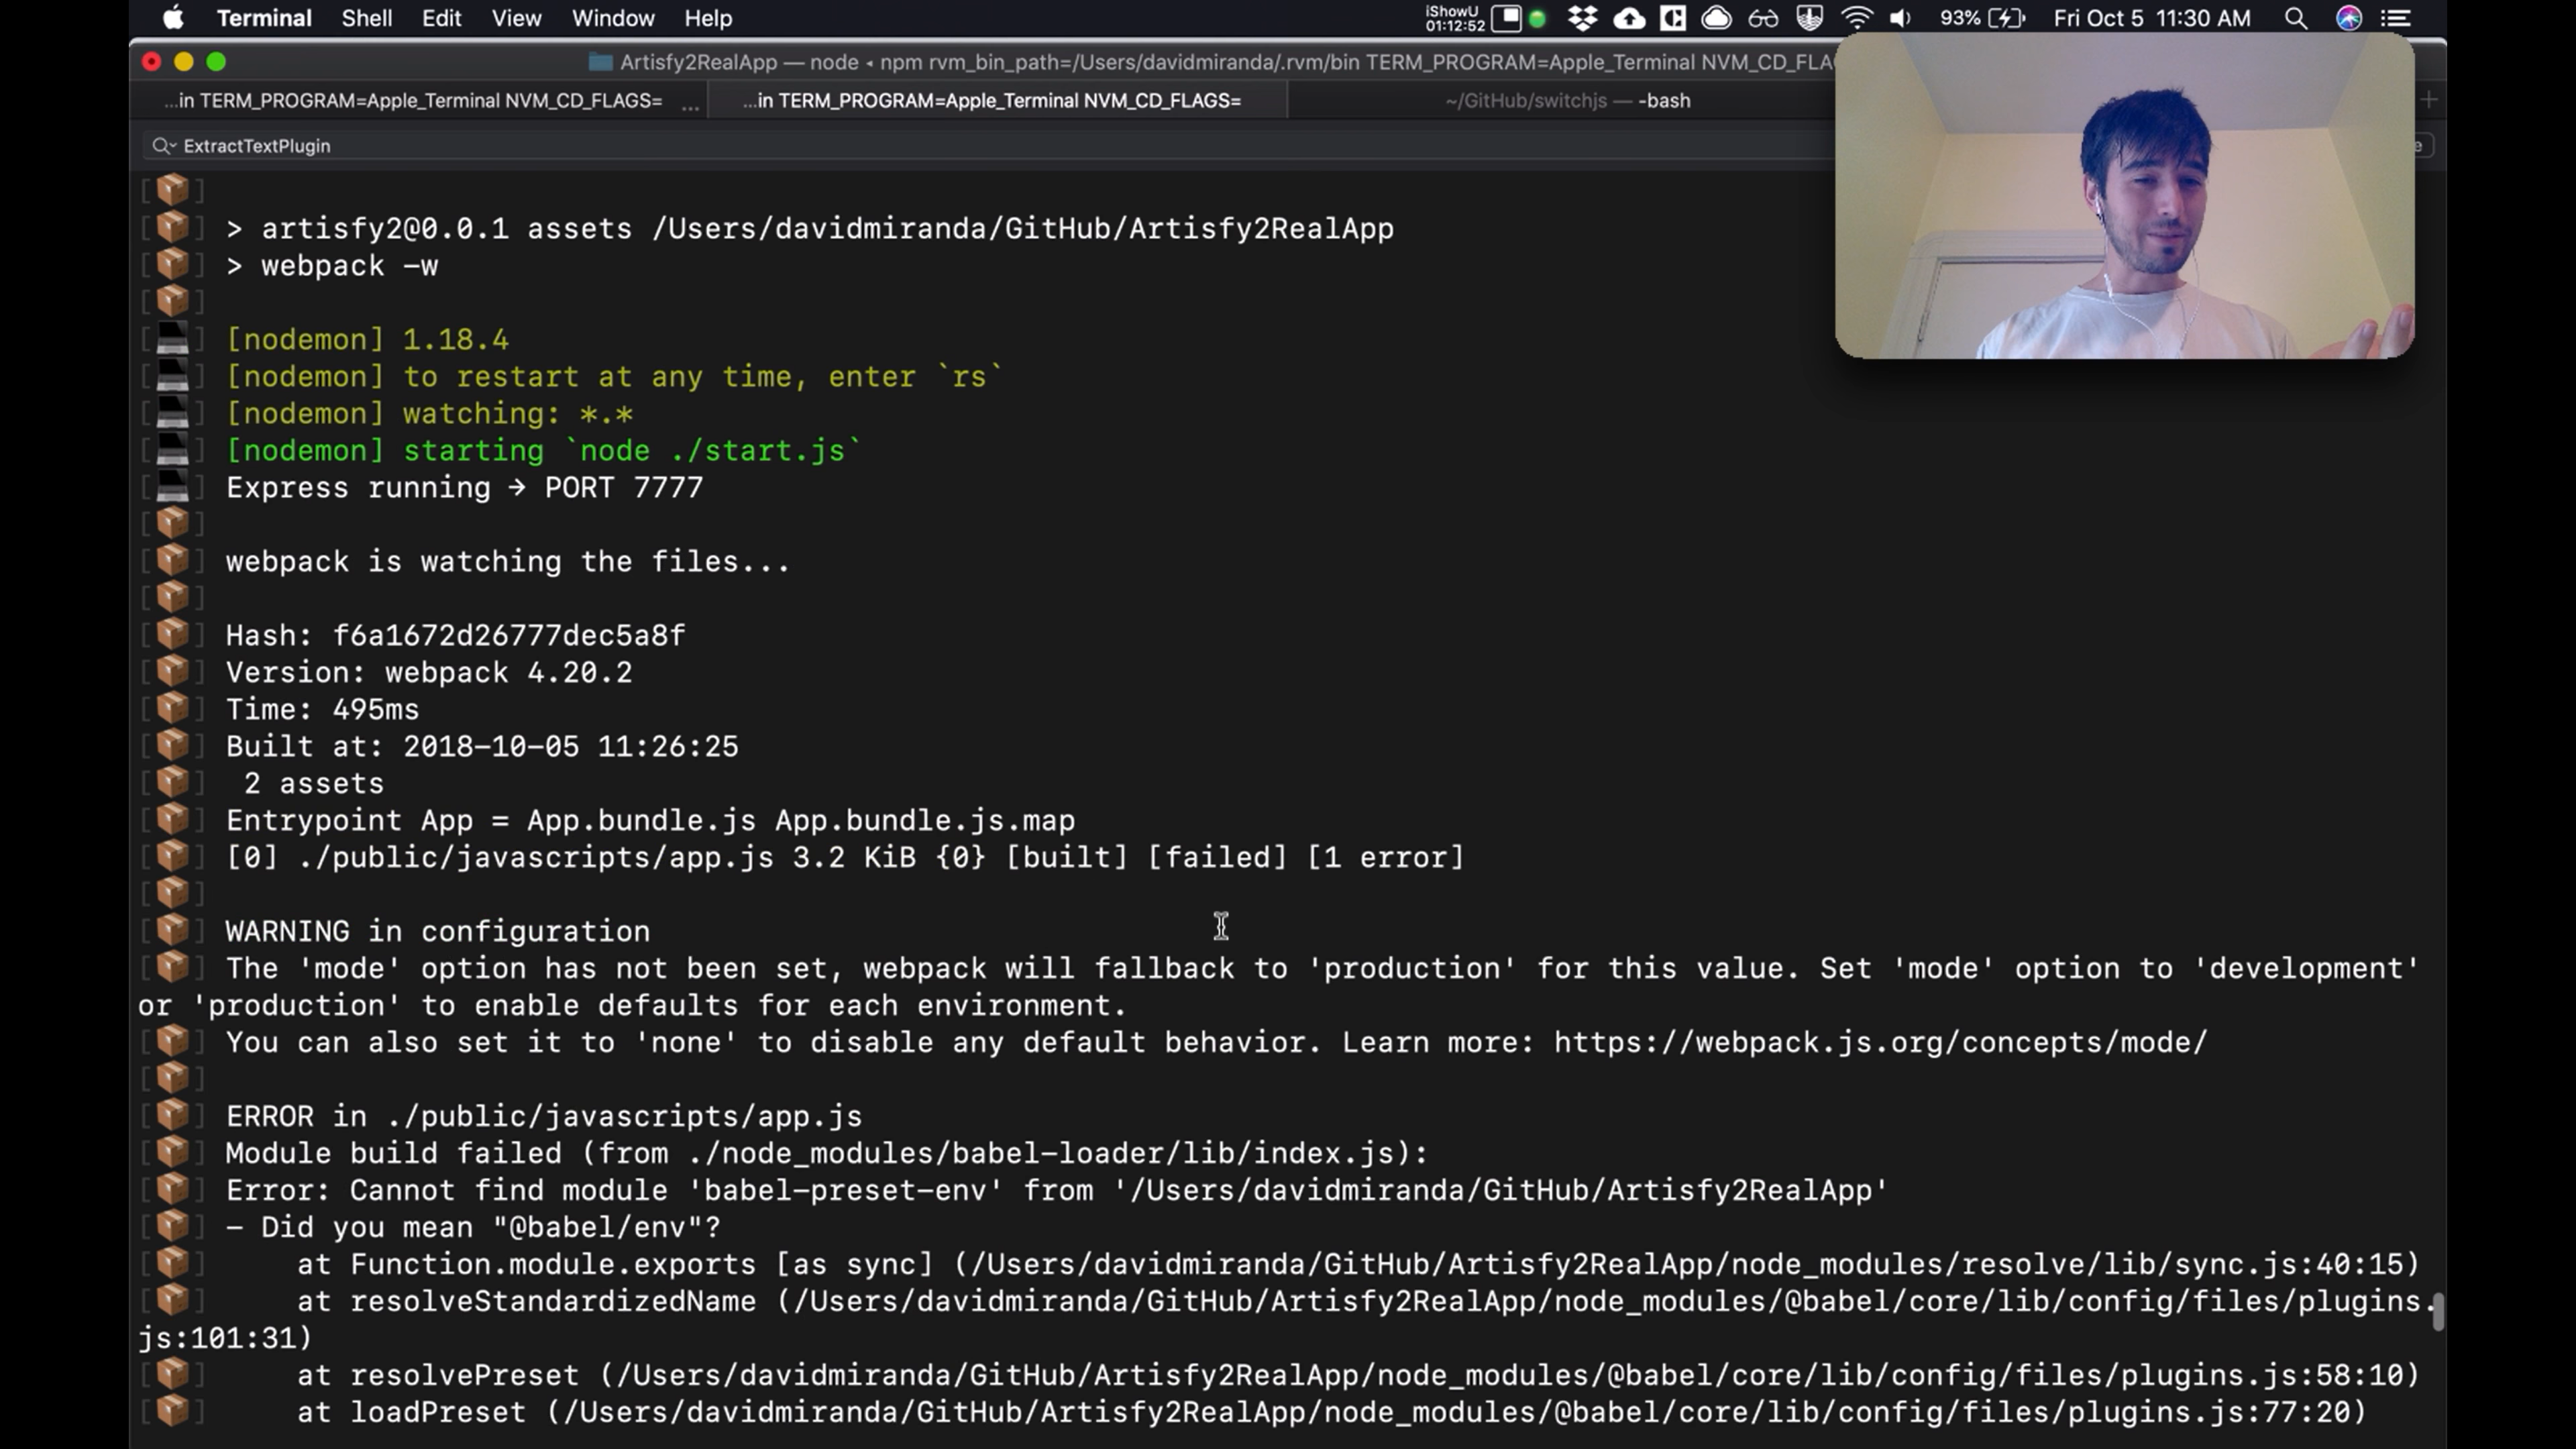 Terminal Shell Edit View Window Help iShowU 01:12:52 93% Fri Oct 5 11:30 AM
Artisfy2RealApp — node ◂ npm rvm_bin_path=/Users/davidmiranda/.rvm/bin TERM_PROGRAM=Apple_Terminal NVM_CD_FLA
...in TERM_PROGRAM=Apple_Terminal NVM_CD_FLAGS= ... ...in TERM_PROGRAM=Apple_Terminal NVM_CD_FLAGS= ~/GitHub/switchjs — -bash
ExtractTextPlugin
[📦]
[📦] > artisfy2@0.0.1 assets /Users/davidmiranda/GitHub/Artisfy2RealApp
[📦] > webpack -w
[📦]
[💻] [nodemon] 1.18.4
[💻] [nodemon] to restart at any time, enter `rs`
[💻] [nodemon] watching: *.*
[💻] [nodemon] starting `node ./start.js`
[💻] Express running → PORT 7777
[📦]
[📦] webpack is watching the files...
[📦]
[📦] Hash: f6a1672d26777dec5a8f
[📦] Version: webpack 4.20.2
[📦] Time: 495ms
[📦] Built at: 2018-10-05 11:26:25
[📦] 2 assets
[📦] Entrypoint App = App.bundle.js App.bundle.js.map
[📦] [0] ./public/javascripts/app.js 3.2 KiB {0} [built] [failed] [1 error]
[📦]
[📦] WARNING in configuration
[📦] The 'mode' option has not been set, webpack will fallback to 'production' for this value. Set 'mode' option to 'development'
or 'production' to enable defaults for each environment.
[📦] You can also set it to 'none' to disable any default behavior. Learn more: https://webpack.js.org/concepts/mode/
[📦]
[📦] ERROR in ./public/javascripts/app.js
[📦] Module build failed (from ./node_modules/babel-loader/lib/index.js):
[📦] Error: Cannot find module 'babel-preset-env' from '/Users/davidmiranda/GitHub/Artisfy2RealApp'
[📦] - Did you mean "@babel/env"?
[📦] at Function.module.exports [as sync] (/Users/davidmiranda/GitHub/Artisfy2RealApp/node_modules/resolve/lib/sync.js:40:15)
[📦] at resolveStandardizedName (/Users/davidmiranda/GitHub/Artisfy2RealApp/node_modules/@babel/core/lib/config/files/plugins.
js:101:31)
[📦] at resolvePreset (/Users/davidmiranda/GitHub/Artisfy2RealApp/node_modules/@babel/core/lib/config/files/plugins.js:58:10)
[📦] at loadPreset (/Users/davidmiranda/GitHub/Artisfy2RealApp/node_modules/@babel/core/lib/config/files/plugins.js:77:20)